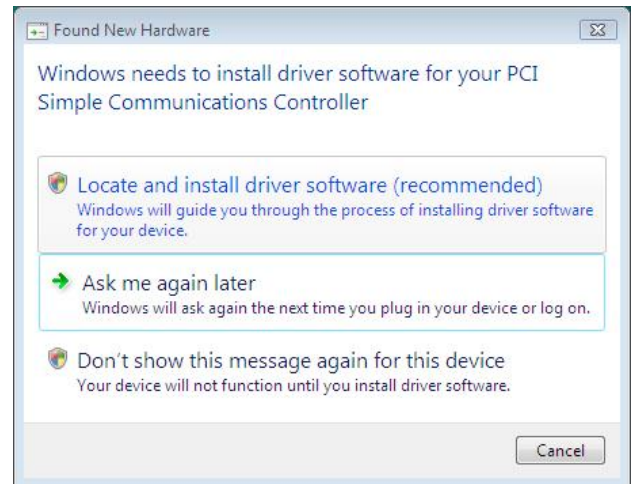 Found New Hardware
Windows needs to install driver software for your PCI
Simple Communications Controller
Locate and install driver software (recommended)
Windows will guide you through the process of installing driver software
for your device.
Ask me again later
Windows will ask again the next time you plug in your device or log on.
Don't show this message again for this device
Your device will not function until you install driver software.
Cancel